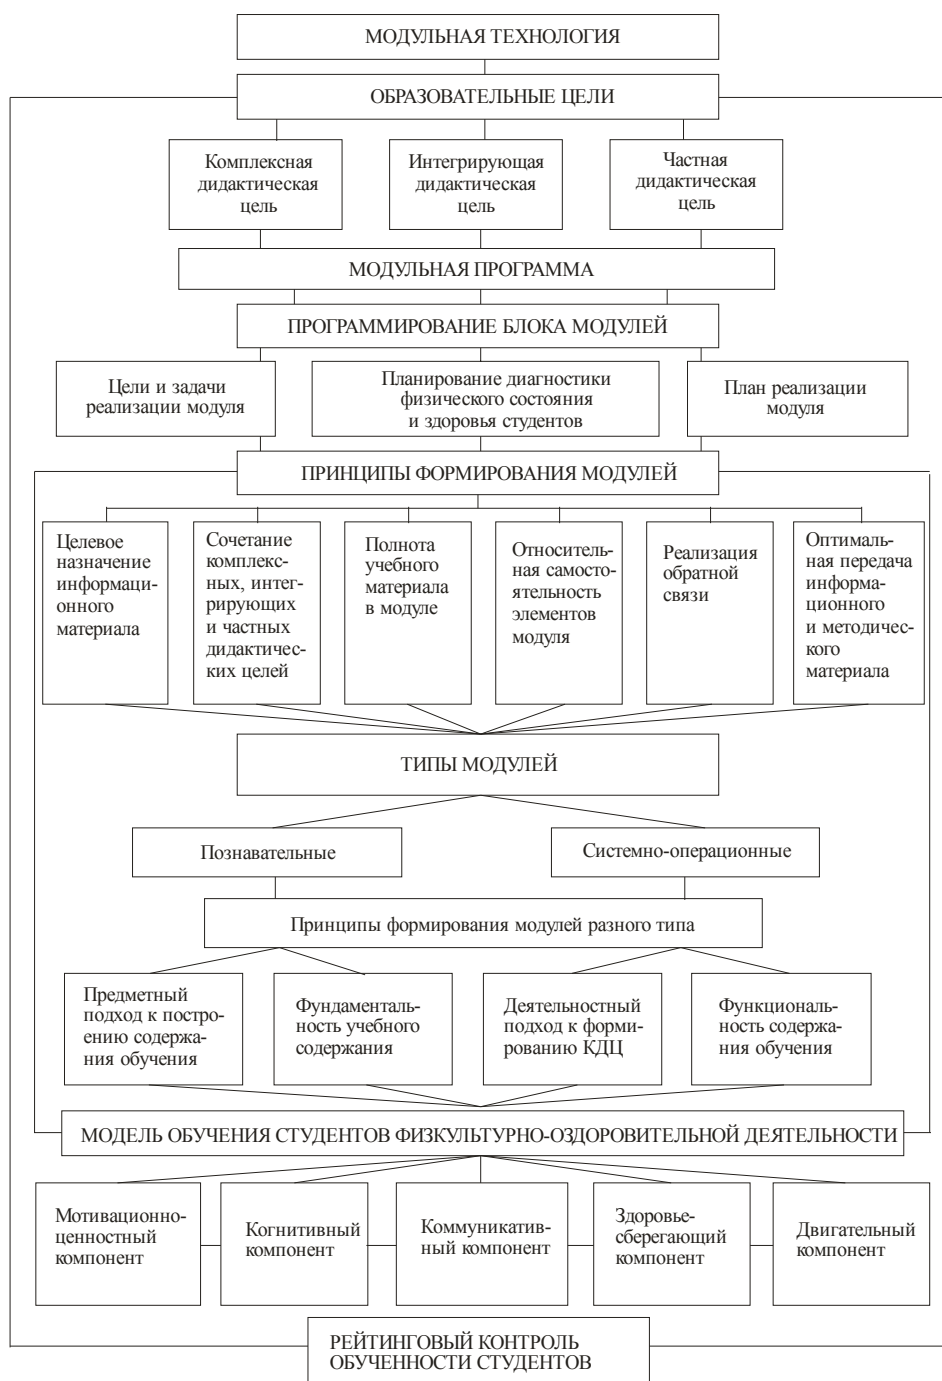 МОДУЛЬНАЯ ТЕХНОЛОГИЯ
ОБРАЗОВАТЕЛЬНЫЕ ЦЕЛИ
Комплексная
дидактическая
цель
Интегрирующая
дидактическая
цель
Частная
дидактическая
цель
МОДУЛЬНАЯ ПРОГРАММА
ПРОГРАММИРОВАНИЕ БЛОКА МОДУЛЕЙ
Цели и задачи
реализации модуля
Планирование диагностики
физического состояния
и здоровья студентов
План реализации
модуля
ПРИНЦИПЫ ФОРМИРОВАНИЯ МОДУЛЕЙ
Целевое
назначение
информаци-
онного
материала
Сочетание
комплекс-
ных, интег-
рирующих
и частных
дидактичес-
ких целей
Полнота
учебного
материала
в модуле
Относитель-
ная самосто-
ятельность
элементов
модуля
Реализация
обратной
связи
Оптималь-
ная передача
информа-
ционного
и методичес-
кого
материала
ТИПЫ МОДУЛЕЙ
Познавательные
Системно-операционные
Принципы формирования модулей разного типа
Предметный
подход к постро-
ению содержа-
ния обучения
Фундаменталь-
ность учебного
содержания
Деятельностный
подход к форми-
рованию КДЦ
Функциональ-
ность содержа-
ния обучения
МОДЕЛЬ ОБУЧЕНИЯ СТУДЕНТОВ ФИЗКУЛЬТУРНО-ОЗДОРОВИТЕЛЬНОЙ ДЕЯТЕЛЬНОСТИ
Мотивационно-
ценностный
компонент
Когнитивный
компонент
Коммуникатив-
ный компонент
Здоровье-
сберегающий
компонент
Двигательный
компонент
РЕЙТИНГОВЫЙ КОНТРОЛЬ
ОБУЧЕННОСТИ СТУДЕНТОВ